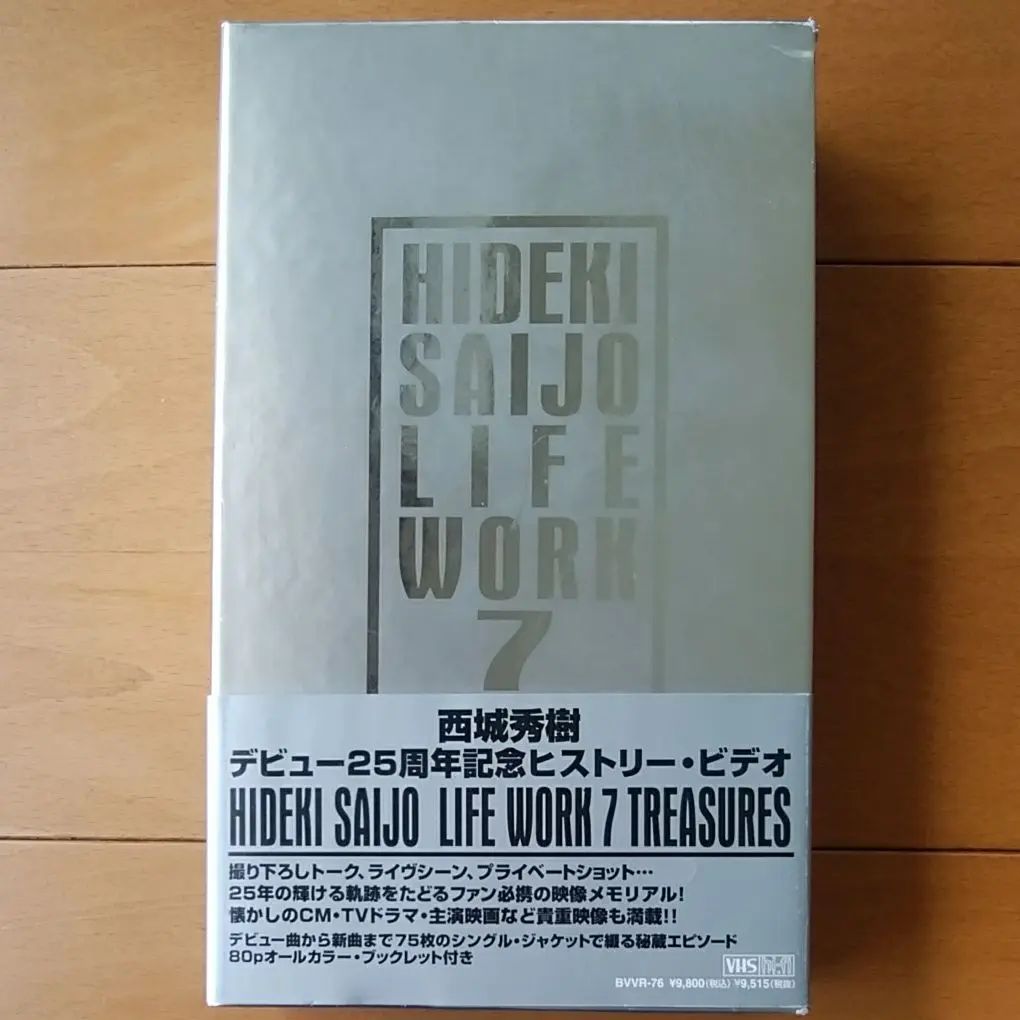 HIDEKI
SAIJO
LIFE
WORK
7
西城秀樹
デビュー25周年記念ヒストリー・ビデオ
HIDEKI SAIJO LIFE WORK 7 TREASURES
撮り下ろしトーク、ライヴシーン、プライベートショット…
25年の輝ける軌跡をたどるファン必携の映像メモリアル!
懐かしのCM・TVドラマ・主演映画など貴重映像も満載!!
デビュー曲から新曲まで75枚のシングル・ジャケットで綴る秘蔵エピソード
80pオールカラー・ブックレット付き
VHS hi-fi
BVVR-76 ¥9,800(税込) ¥9,515(税抜)